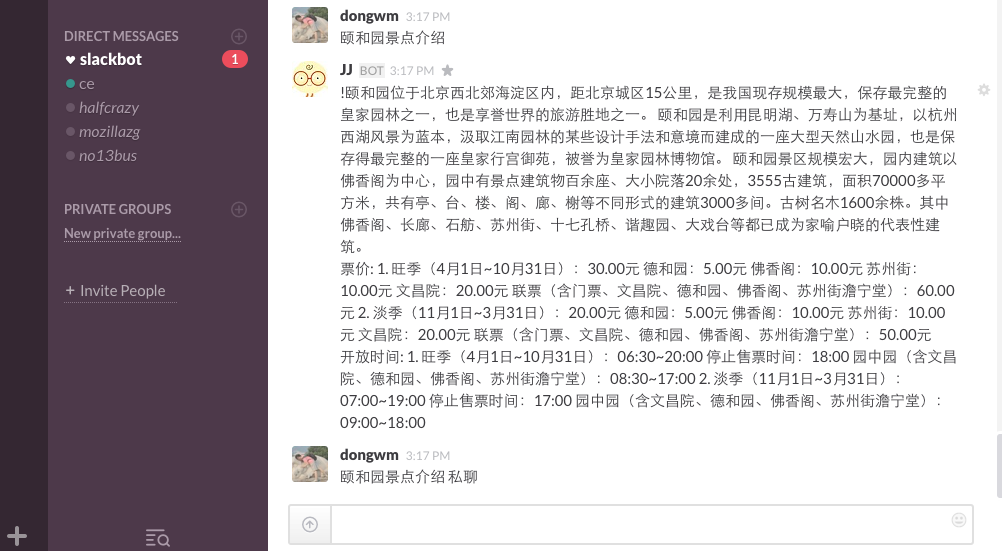 DIRECT MESSAGES
slackbot 1
ce
halfcrazy
mozillazg
no13bus
PRIVATE GROUPS
New private group...
+ Invite People
dongwm 3:17 PM
颐和园景点介绍
JJ BOT 3:17 PM
!颐和园位于北京西北郊海淀区内，距北京城区15公里，是我国现存规模最大，保存最完整的
皇家园林之一，也是享誉世界的旅游胜地之一。 颐和园是利用昆明湖、万寿山为基址，以杭州
西湖风景为蓝本，汲取江南园林的某些设计手法和意境而建成的一座大型天然山水园，也是保
存得最完整的一座皇家行宫御苑，被誉为皇家园林博物馆。 颐和园景区规模宏大，园内建筑以
佛香阁为中心，园中有景点建筑物百余座、大小院落20余处，3555古建筑，面积70000多平
方米，共有亭、台、楼、阁、廊、榭等不同形式的建筑3000多间。古树名木1600余株。其中
佛香阁、长廊、石舫、苏州街、十七孔桥、谐趣园、大戏台等都已成为家喻户晓的代表性建
筑。
票价: 1. 旺季（4月1日~10月31日）： 30.00元 德和园：5.00元 佛香阁：10.00元 苏州街：
10.00元 文昌院：20.00元 联票（含门票、文昌院、德和园、佛香阁、苏州街澹宁堂）：60.00
元 2. 淡季（11月1日~3月31日）：20.00元 德和园：5.00元 佛香阁：10.00元 苏州街：10.00
元 文昌院：20.00元 联票（含门票、文昌院、德和园、佛香阁、苏州街澹宁堂）：50.00元
开放时间: 1. 旺季（4月1日~10月31日）：06:30~20:00 停止售票时间：18:00 园中园（含文昌
院、德和园、佛香阁、苏州街澹宁堂）：08:30~17:00 2. 淡季（11月1日~3月31日）：
07:00~19:00 停止售票时间：17:00 园中园（含文昌院、德和园、佛香阁、苏州街澹宁堂）：
09:00~18:00
dongwm 3:17 PM
颐和园景点介绍 私聊